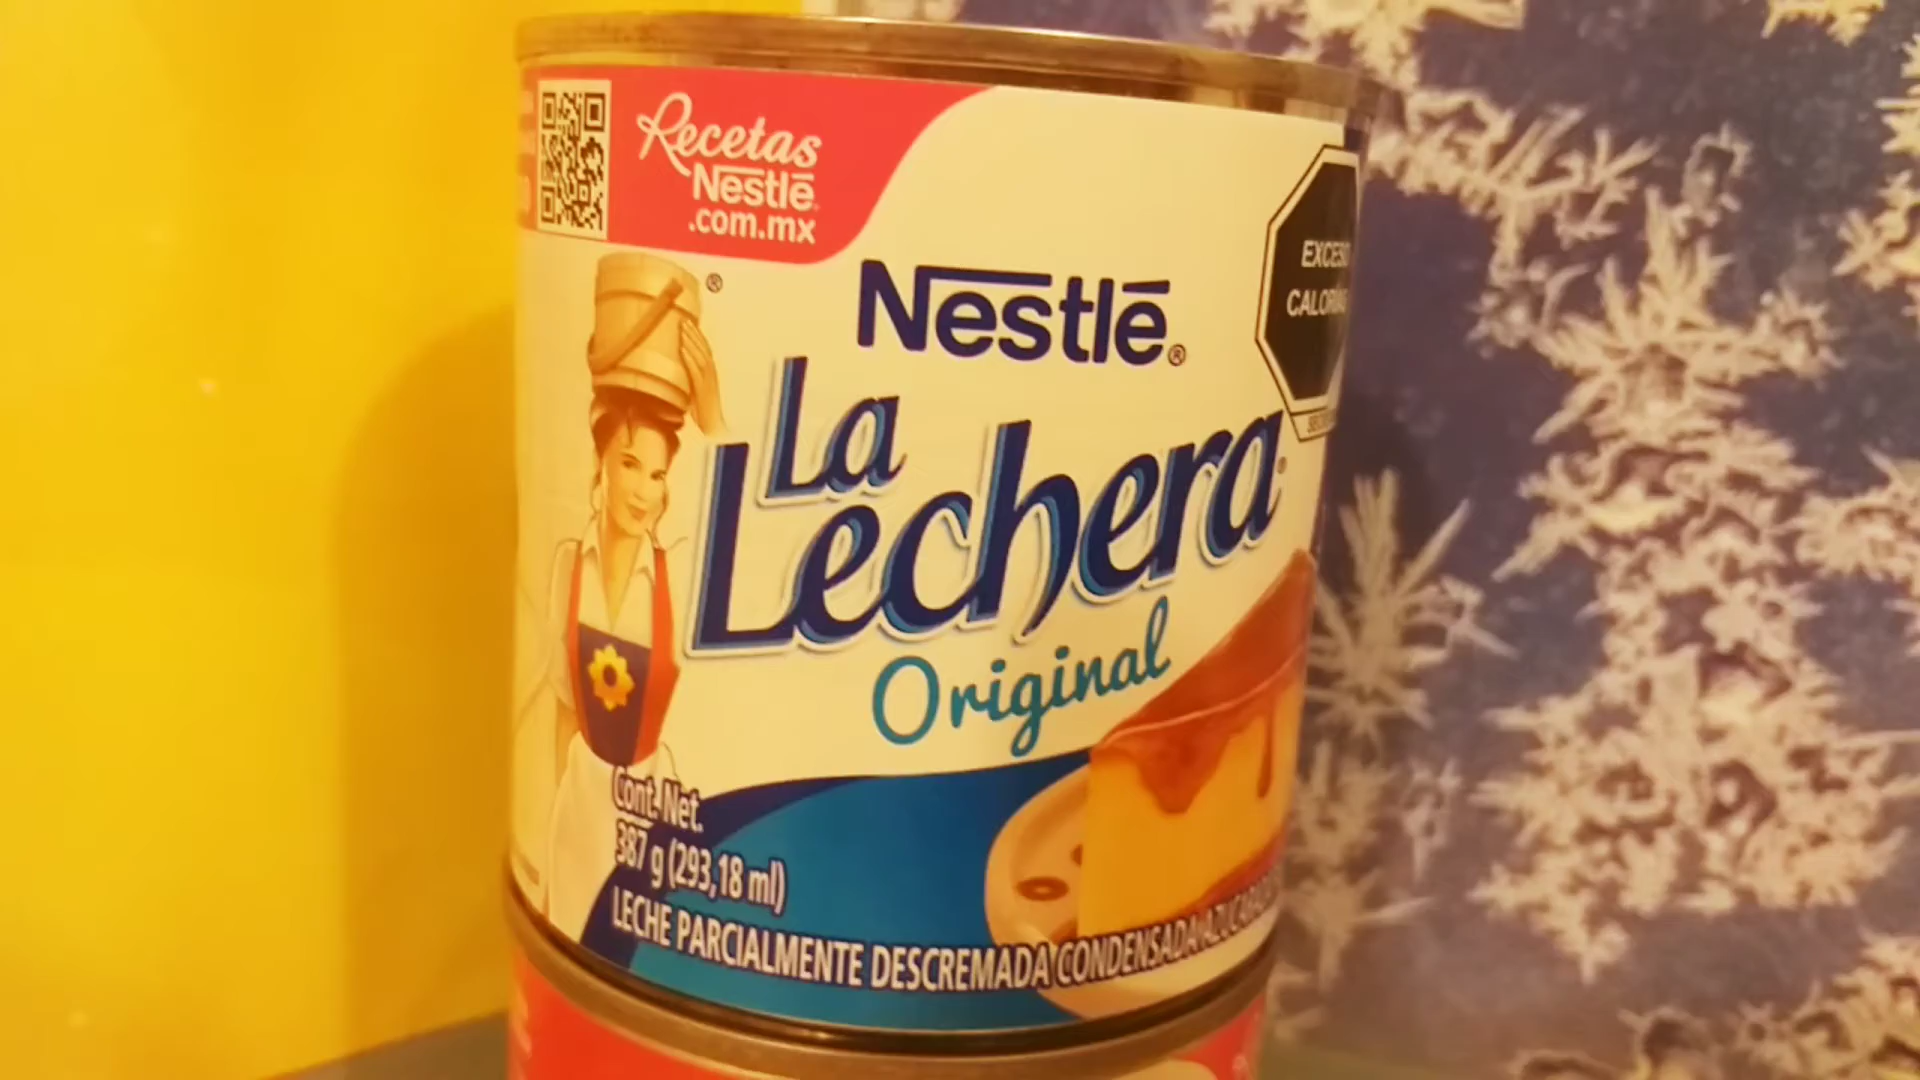 Recetas
Nestlé
.com.mx
Nestlé
La
Lechera
Original
EXCESO
CALORÍAS
Cont. Net.
387 g (293,18 ml)
LECHE PARCIALMENTE DESCREMADA CONDENSADA AZUCARADA